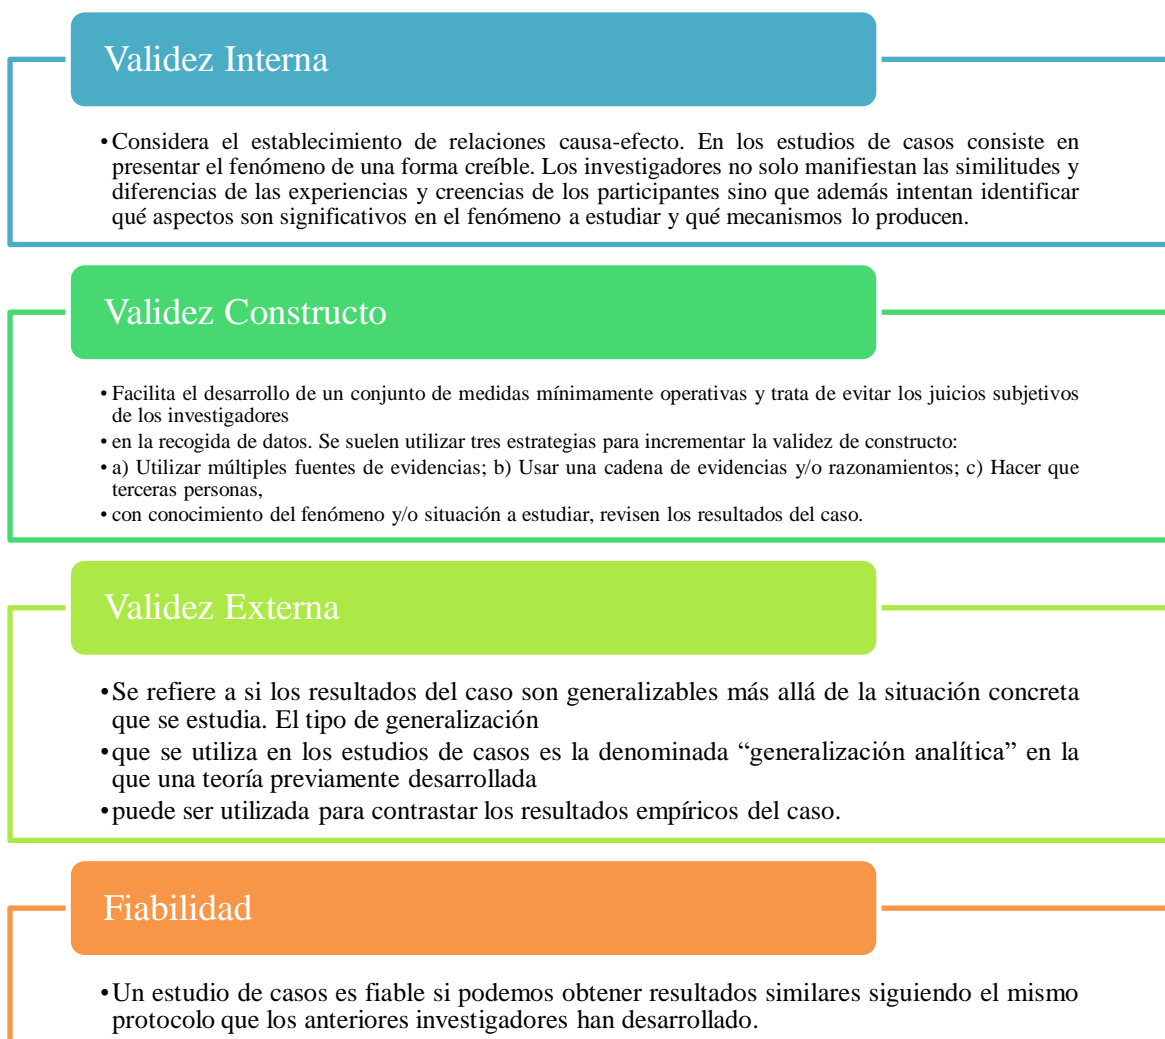 Validez Interna
•Considera el establecimiento de relaciones causa-efecto. En los estudios de casos consiste en
presentar el fenómeno de una forma creíble. Los investigadores no solo manifiestan las similitudes y
diferencias de las experiencias y creencias de los participantes sino que además intentan identificar
qué aspectos son significativos en el fenómeno a estudiar y qué mecanismos lo producen.
Validez Constructo
• Facilita el desarrollo de un conjunto de medidas mínimamente operativas y trata de evitar los juicios subjetivos
de los investigadores
• en la recogida de datos. Se suelen utilizar tres estrategias para incrementar la validez de constructo:
• a) Utilizar múltiples fuentes de evidencias; b) Usar una cadena de evidencias y/o razonamientos; c) Hacer que
terceras personas,
• con conocimiento del fenómeno y/o situación a estudiar, revisen los resultados del caso.
Validez Externa
•Se refiere a si los resultados del caso son generalizables más allá de la situación concreta
que se estudia. El tipo de generalización
•que se utiliza en los estudios de casos es la denominada “generalización analítica” en la
que una teoría previamente desarrollada
•puede ser utilizada para contrastar los resultados empíricos del caso.
Fiabilidad
•Un estudio de casos es fiable si podemos obtener resultados similares siguiendo el mismo
protocolo que los anteriores investigadores han desarrollado.